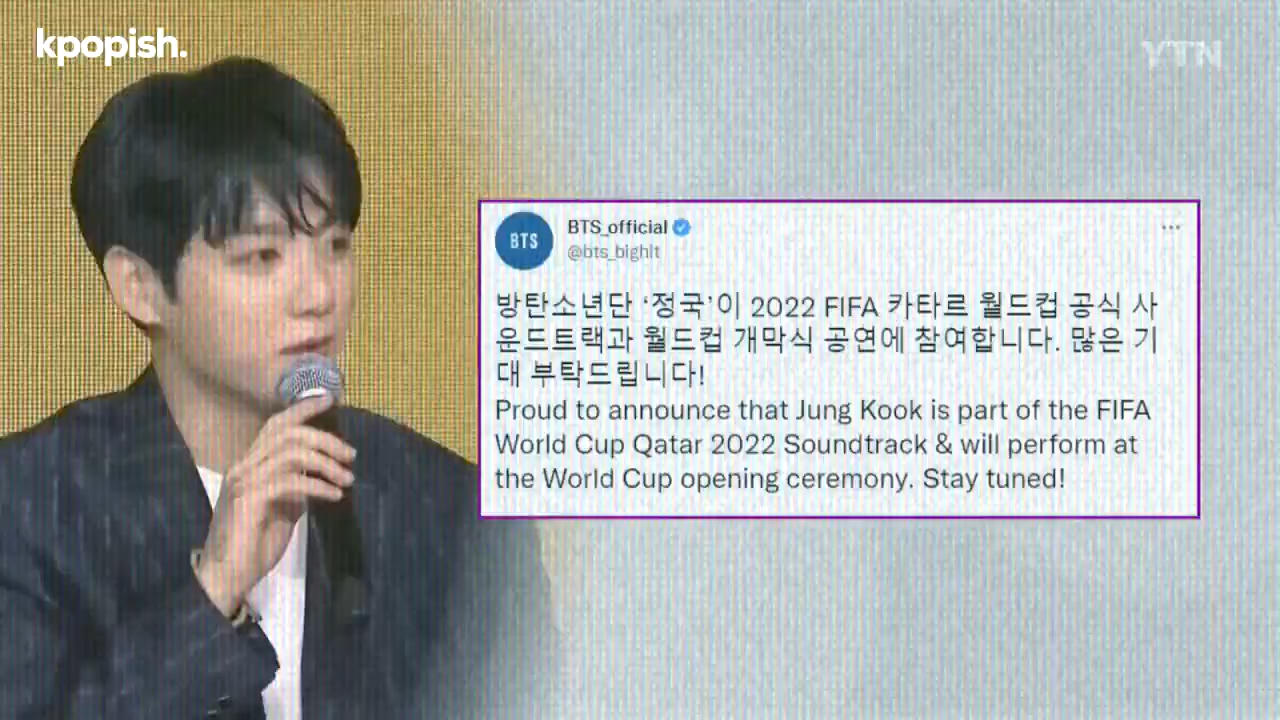 kpopish.
YTN
BTS
BTS_official
@bts_bighit
방탄소년단 ‘정국’이 2022 FIFA 카타르 월드컵 공식 사
운드트랙과 월드컵 개막식 공연에 참여합니다. 많은 기
대 부탁드립니다!
Proud to announce that Jung Kook is part of the FIFA
World Cup Qatar 2022 Soundtrack & will perform at
the World Cup opening ceremony. Stay tuned!